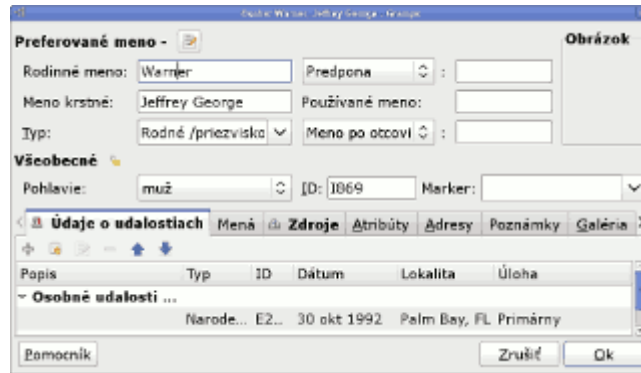 Preferované meno - Obrázok
Rodinné meno: Warner Predpona :
Meno krstné: Jeffrey George Používané meno:
Typ: Rodné /priezvisko Meno po otcovi :
Všeobecné
Pohlavie: muž ID: I869 Marker:
Údaje o udalostiach Mená Zdroje Atribúty Adresy Poznámky Galéria
Popis Typ ID Dátum Lokalita Úloha
Osobné udalosti ...
Narode... E2... 30 okt 1992 Palm Bay, FL Primárny
Pomocník Zrušiť Ok